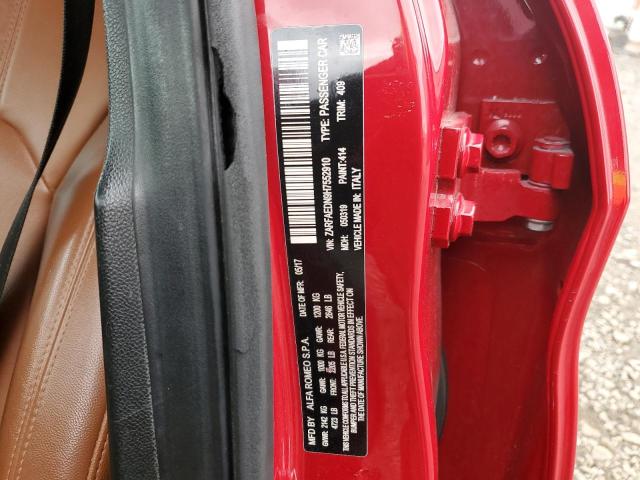 MFD BY ALFA ROMEO S.P.A. DATE OF MFR 05/17
GVWR: 2142 KG GAWR: 1000 KG GAWR: 1200 KG
4723 LB FRONT: 2205 LB REAR: 2646 LB
THIS VEHICLE CONFORMS TO ALL APPLICABLE U.S.A. FEDERAL MOTOR VEHICLE SAFETY,
BUMPER AND THEFT PREVENTION STANDARDS IN EFFECT ON
THE DATE OF MANUFACTURE SHOWN ABOVE.
VIN: ZARFAEDN9H7552910 TYPE: PASSENGER CAR
MDH: 050319 PAINT:414 TRIM: 409
VEHICLE MADE IN: ITALY